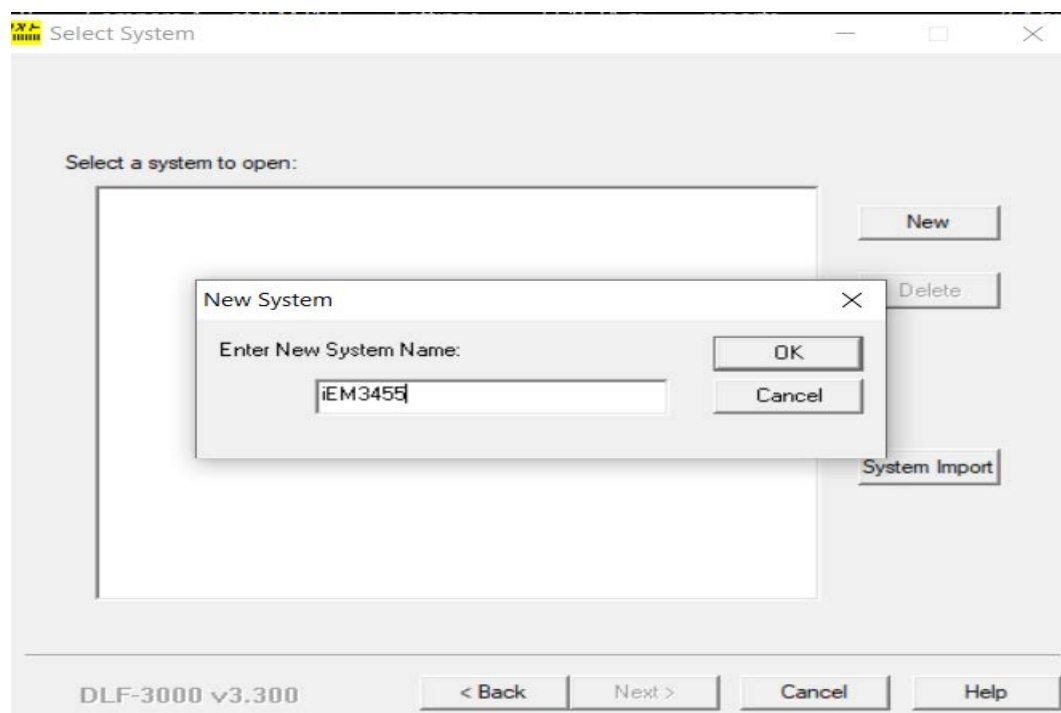 Select System
Select a system to open:
New
Delete
New System
Enter New System Name:
OK
iEM3455
Cancel
System Import
DLF-3000 v3.300
< Back
Next >
Cancel
Help